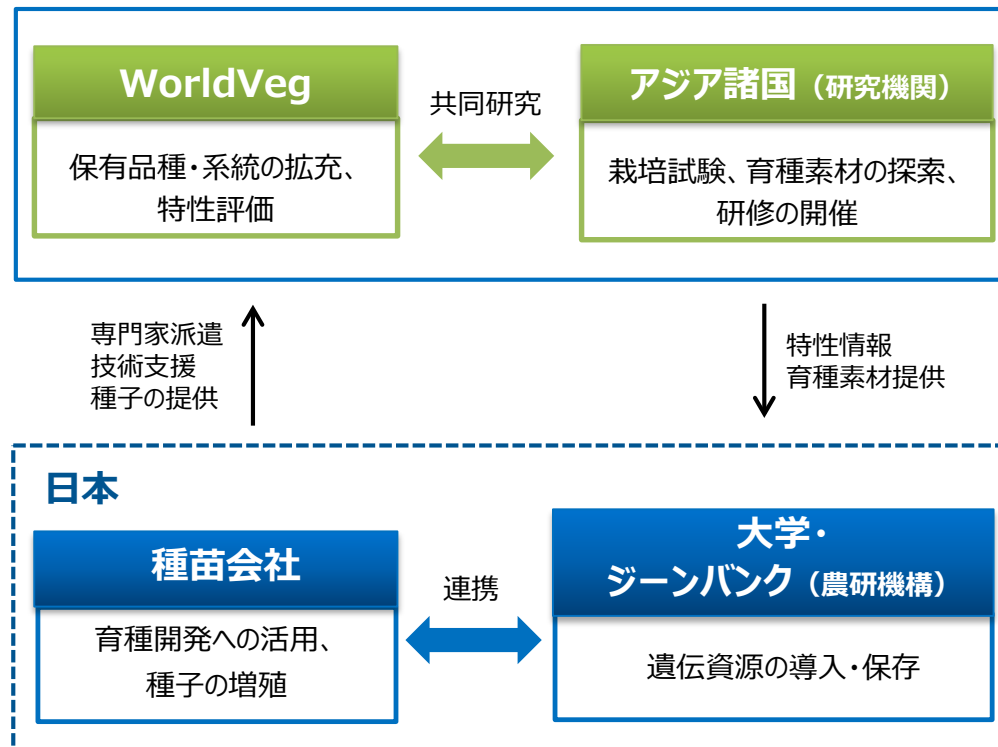 WorldVeg
保有品種・系統の拡充、
特性評価
共同研究
アジア諸国（研究機関）
栽培試験、育種素材の探索、
研修の開催
専門家派遣
技術支援
種子の提供
特性情報
育種素材提供
日本
種苗会社
育種開発への活用、
種子の増殖
連携
大学・
ジーンバンク（農研機構）
遺伝資源の導入・保存